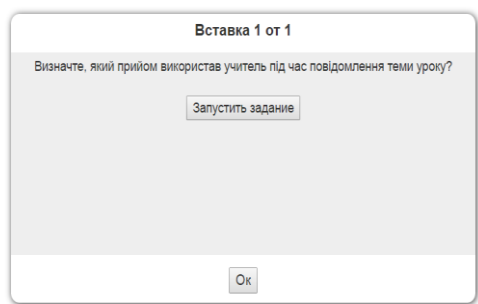 Вставка 1 от 1
Визначте, який прийом використав учитель під час повідомлення теми уроку?
Запустить задание
Ок